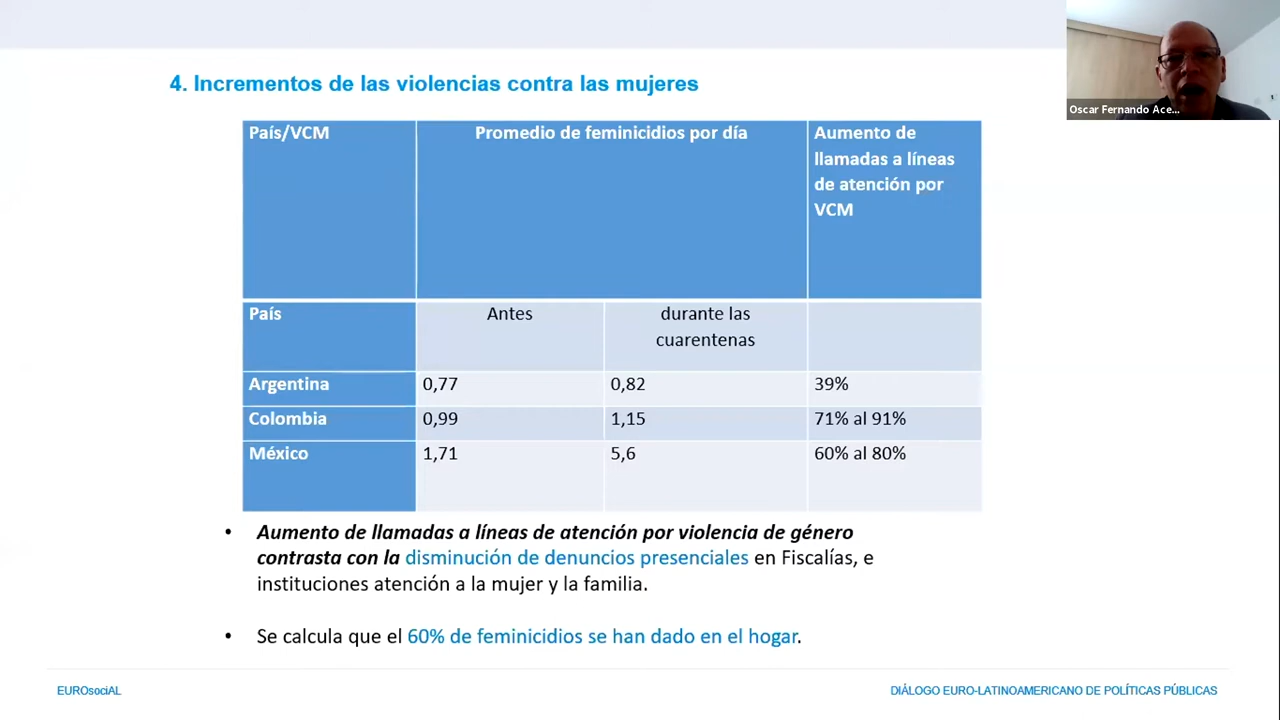 4. Incrementos de las violencias contra las mujeres
Oscar Fernando Ace...
País/VCM
Promedio de feminicidios por día
Aumento de
llamadas a líneas
de atención por
VCM
País
Antes
durante las
cuarentenas
Argentina
0,77
0,82
39%
Colombia
0,99
1,15
71% al 91%
México
1,71
5,6
60% al 80%
• Aumento de llamadas a líneas de atención por violencia de género
contrasta con la disminución de denuncios presenciales en Fiscalías, e
instituciones atención a la mujer y la familia.
• Se calcula que el 60% de feminicidios se han dado en el hogar.
EUROsociAL
DIÁLOGO EURO-LATINOAMERICANO DE POLÍTICAS PÚBLICAS